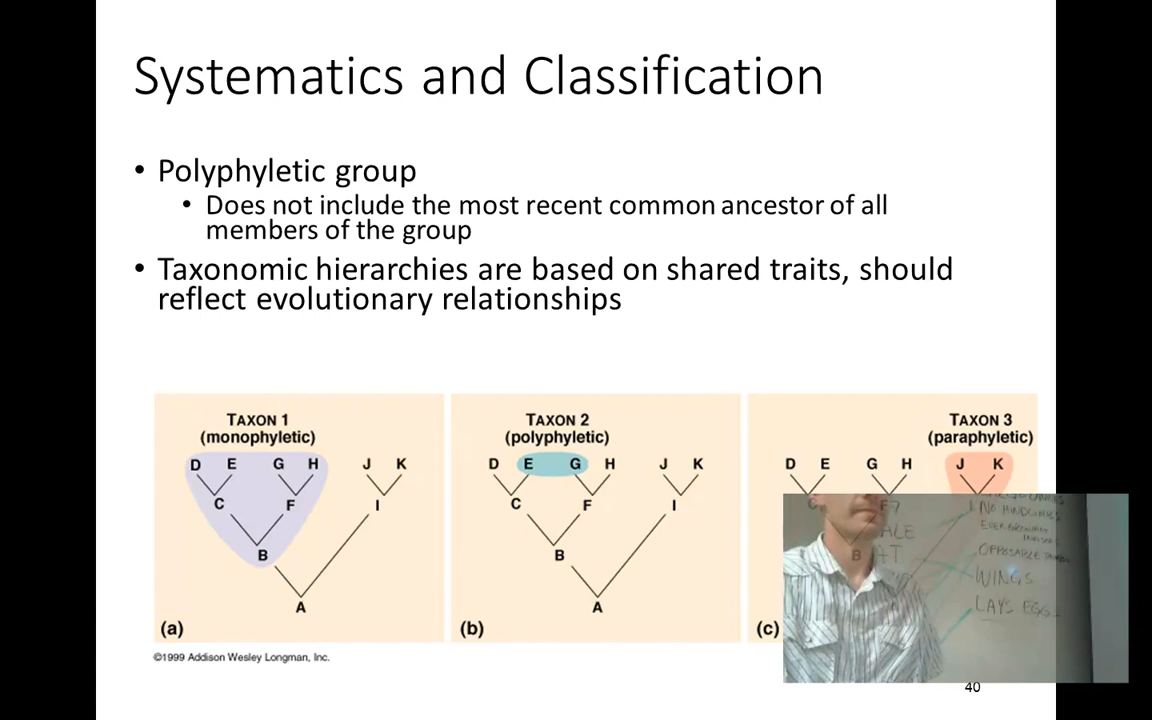 Systematics and Classification
• Polyphyletic group
• Does not include the most recent common ancestor of all
members of the group
• Taxonomic hierarchies are based on shared traits, should
reflect evolutionary relationships
TAXON 1
(monophyletic)
D E G H J K
C F I
B
A
(a)
TAXON 2
(polyphyletic)
D E G H J K
C F I
B
A
(b)
TAXON 3
(paraphyletic)
D E G H J K
C F
B
(c)
NO HINDLIMBS
OPPOSABLE
WINGS
LAYS EGGS
©1999 Addison Wesley Longman, Inc.
40